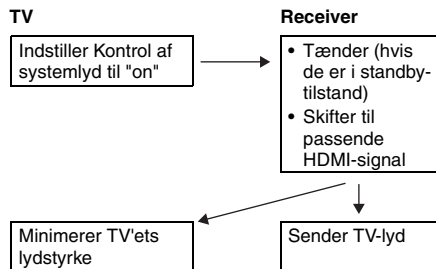 TV
Receiver
Indstiller Kontrol af
systemlyd til "on"
• Tænder (hvis
de er i standby-
tilstand)
• Skifter til
passende
HDMI-signal
Minimerer TV'ets
lydstyrke
Sender TV-lyd